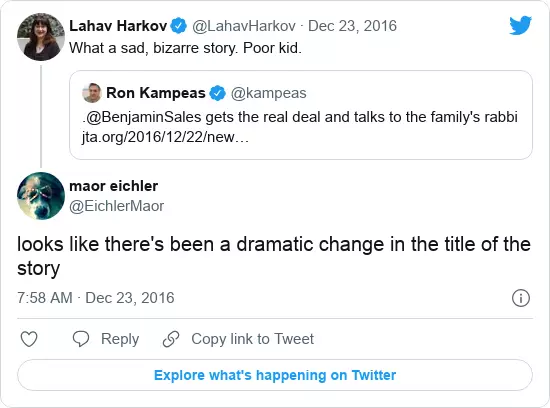 Lahav Harkov @LahavHarkov · Dec 23, 2016
What a sad, bizarre story. Poor kid.
Ron Kampeas @kampeas
.@BenjaminSales gets the real deal and talks to the family's rabbi
jta.org/2016/12/22/new…
maor eichler
@EichlerMaor
looks like there's been a dramatic change in the title of the
story
7:58 AM · Dec 23, 2016
Reply Copy link to Tweet
Explore what's happening on Twitter